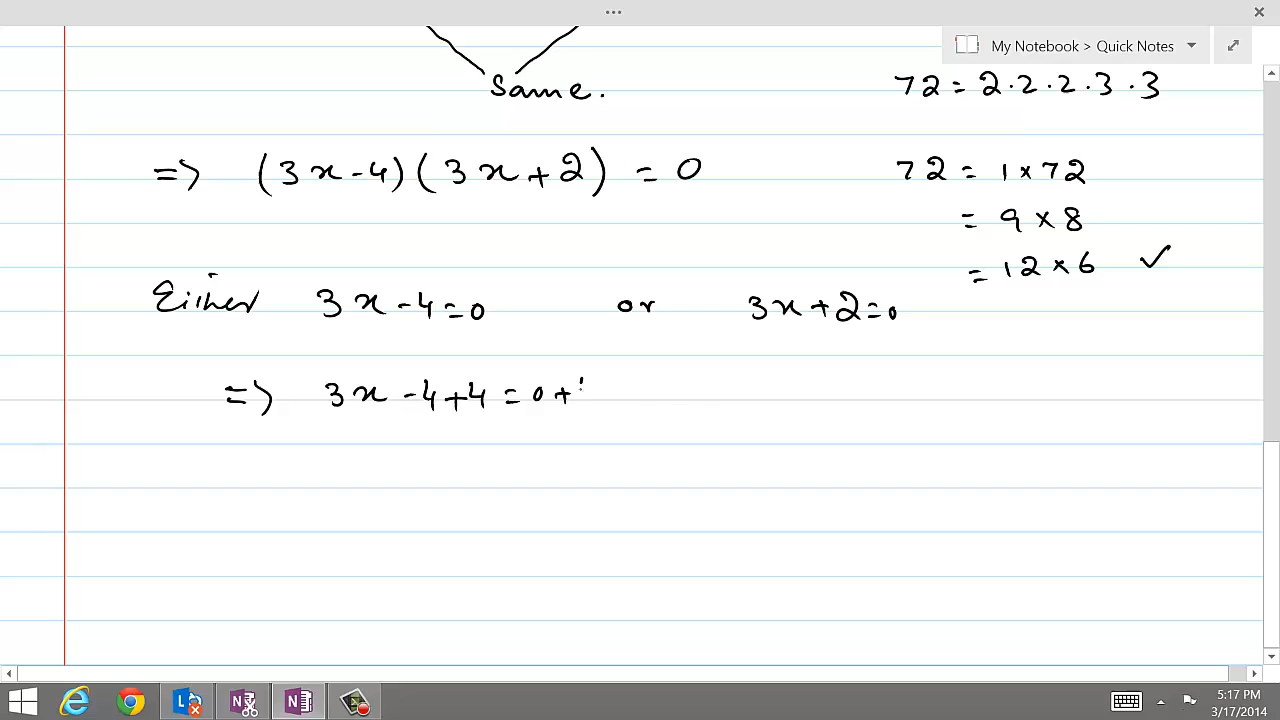 ...
My Notebook > Quick Notes
Same.
72 = 2·2·2·3·3
=> (3x-4)(3x+2) = 0
72 = 1×72
= 9×8
= 12×6 ✓
Either 3x-4=0 or 3x+2=0
=> 3x-4+4=0+
5:17 PM
3/17/2014